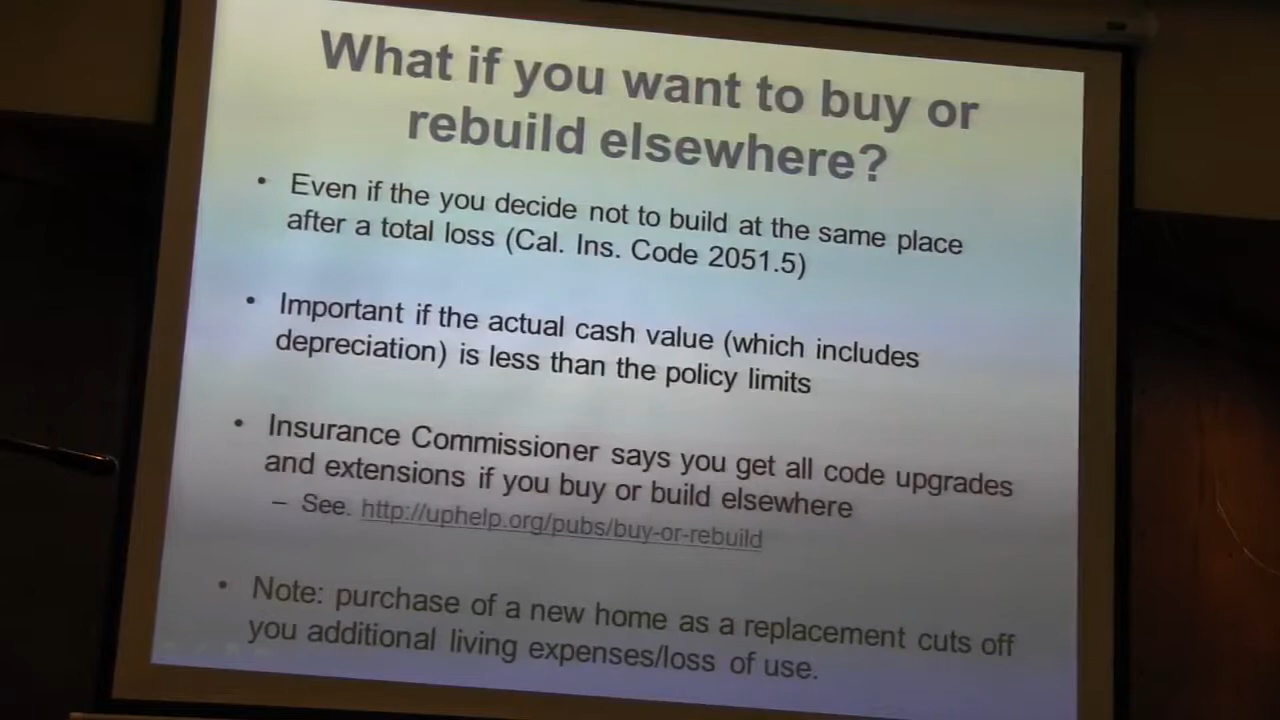 What if you want to buy or
rebuild elsewhere?
• Even if the you decide not to build at the same place
after a total loss (Cal. Ins. Code 2051.5)
• Important if the actual cash value (which includes
depreciation) is less than the policy limits
• Insurance Commissioner says you get all code upgrades
and extensions if you buy or build elsewhere
– See. http://uphelp.org/pubs/buy-or-rebuild
• Note: purchase of a new home as a replacement cuts off
you additional living expenses/loss of use.